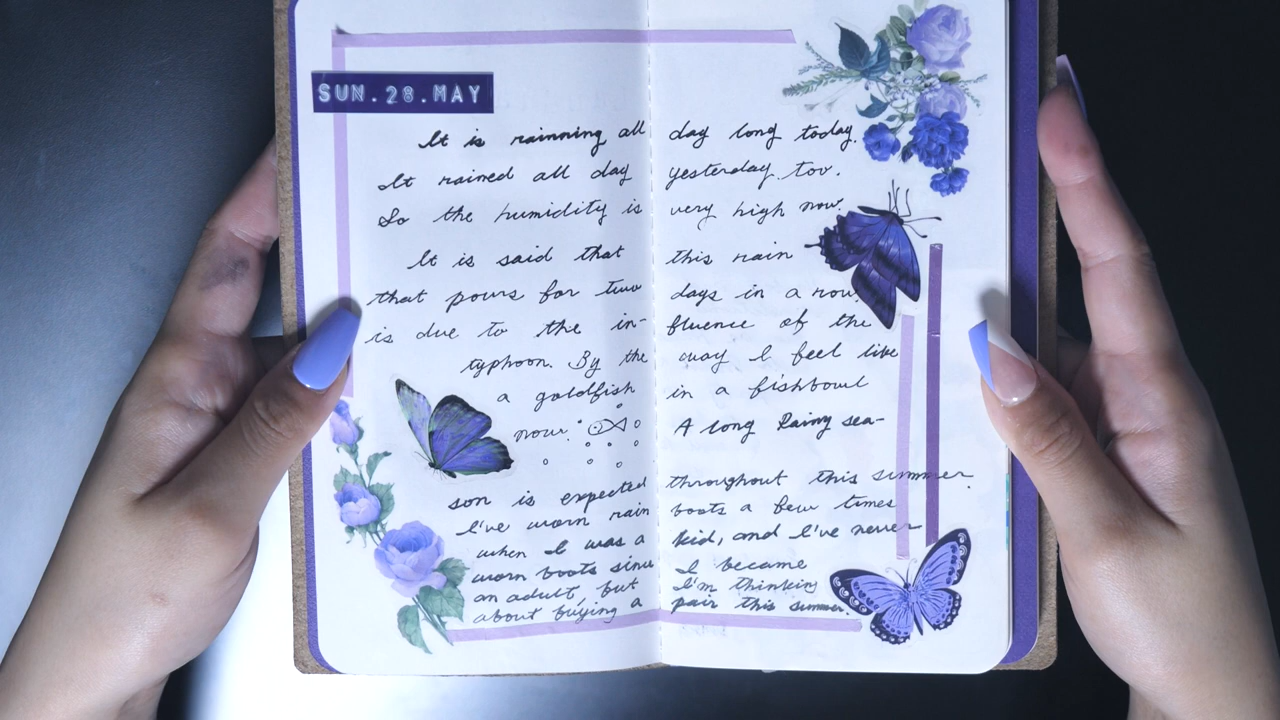 SUN.28.MAY
It is rainning all day long today.
It rained all day yesterday too.
So the humidity is very high now.
It is said that this rain
that pours for two days in a row.
is due to the in- fluence of the
typhoon. By the way I feel like
a goldfish in a fishbowl
now. A long Rainy sea-
son is expected throughout this summer.
I've worn rain boots a few times
when I was a kid, and I've never
worn boots since I became
an adult, but I'm thinking
about buying a pair this summer.